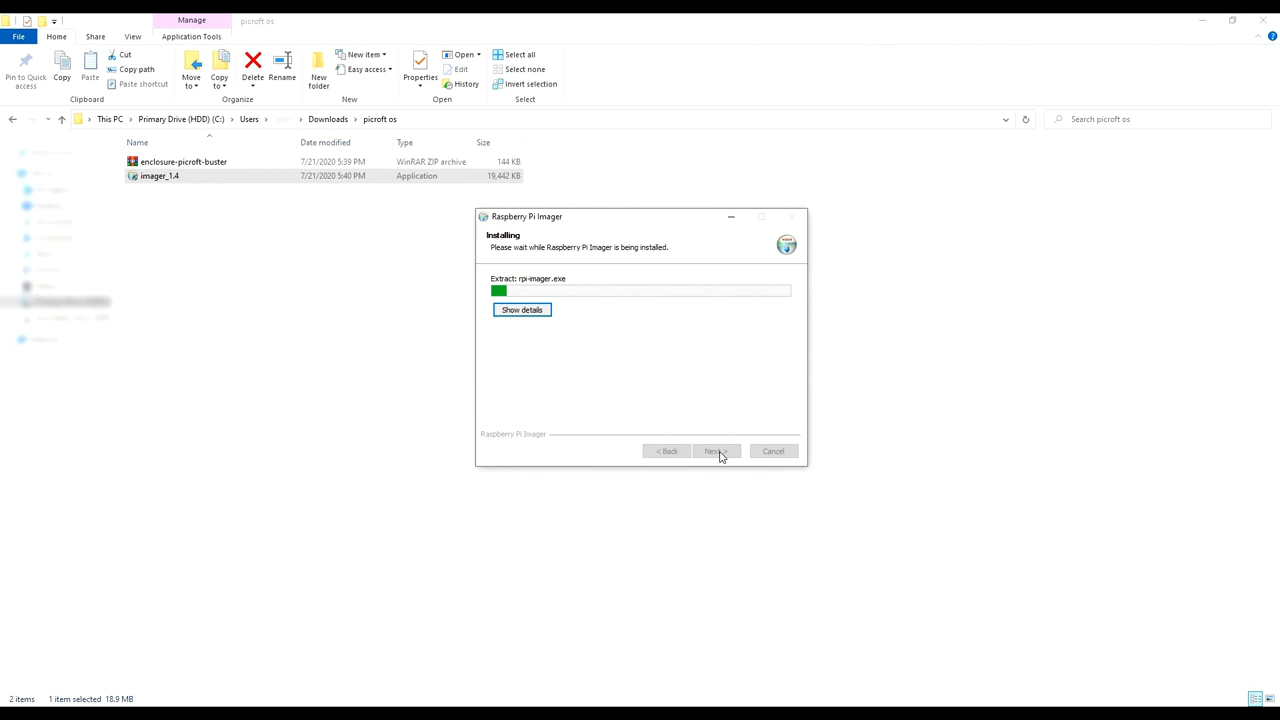 Manage
picroft os
File
Home
Share
View
Application Tools
Pin to Quick access
Copy
Paste
Cut
Copy path
Paste shortcut
Clipboard
Move to
Copy to
Delete
Rename
Organize
New folder
New item
Easy access
New
Properties
Open
Edit
History
Open
Select all
Select none
Invert selection
Select
This PC
Primary Drive (HDD) (C:)
Users
Downloads
picroft os
Search picroft os
Name Date modified Type Size
enclosure-picroft-buster 7/21/2020 5:39 PM WinRAR ZIP archive 144 KB
imager_1.4 7/21/2020 5:40 PM Application 19,442 KB
Raspberry Pi Imager
Installing
Please wait while Raspberry Pi Imager is being installed.
Extract: rpi-imager.exe
Show details
Raspberry Pi Imager
< Back
Next >
Cancel
2 items 1 item selected 18.9 MB